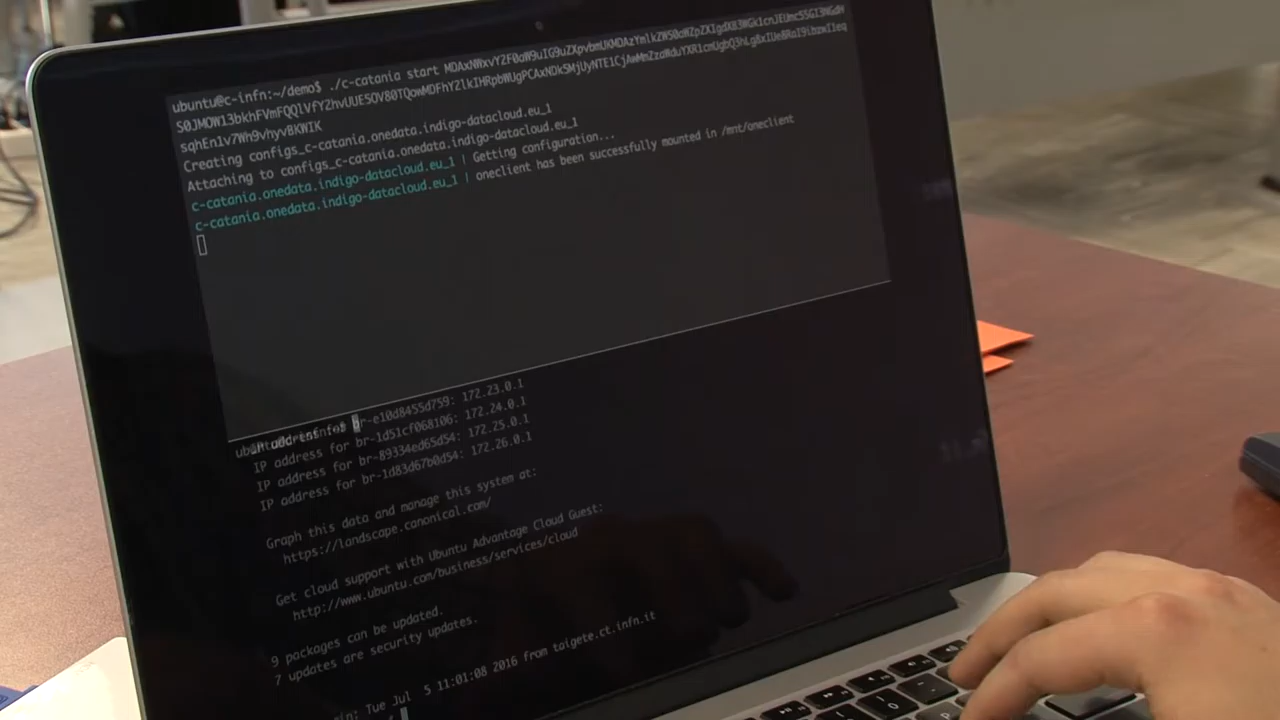 ubuntu@c-infn:~/demo$ ./c-catania start
sqhEn1v7Wh9vhyvBKWIK
Creating configs_c-catania.onedata.indigo-datacloud.eu_1
Attaching to configs_c-catania.onedata.indigo-datacloud.eu_1
c-catania.onedata.indigo-datacloud.eu_1 | Getting configuration...
c-catania.onedata.indigo-datacloud.eu_1 | oneclient has been successfully mounted in /mnt/oneclient
br-e10d8455d759: 172.23.0.1
IP address for br-1d51cf068106: 172.24.0.1
IP address for br-89334ed65d54: 172.25.0.1
IP address for br-1d83d67b0d54: 172.26.0.1
Graph this data and manage this system at:
https://landscape.canonical.com/
Get cloud support with Ubuntu Advantage Cloud Guest:
http://www.ubuntu.com/business/services/cloud
9 packages can be updated.
7 updates are security updates.
Tue Jul 5 11:01:08 2016 from taigete.ct.infn.it